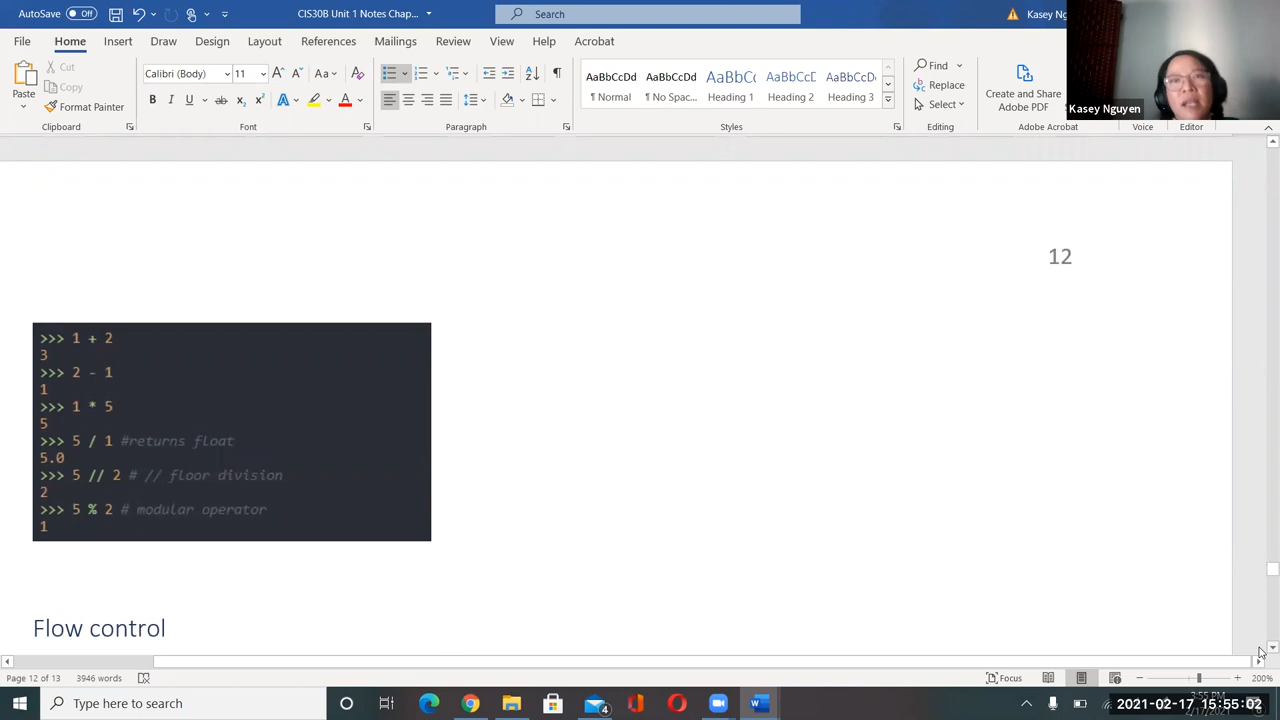 AutoSave Off CIS30B Unit 1 Notes Chap... Search Kasey Ng
File Home Insert Draw Design Layout References Mailings Review View Help Acrobat
Paste Cut Copy Format Painter
Calibri (Body) 11
AaBbCcDd AaBbCcDd AaBbCc AaBbCcDd AaBbCcDd
¶ Normal ¶ No Spac... Heading 1 Heading 2 Heading 3
Find Replace Select
Create and Share Adobe PDF
Clipboard Font Paragraph Styles Editing Adobe Acrobat Voice Editor
Kasey Nguyen
12
>>> 1 + 2
3
>>> 2 - 1
1
>>> 1 * 5
5
>>> 5 / 1 #returns float
5.0
>>> 5 // 2 # // floor division
2
>>> 5 % 2 # modular operator
1
Flow control
Page 12 of 13 3946 words Focus 200%
Type here to search 4 2021-02-17 15:55:02